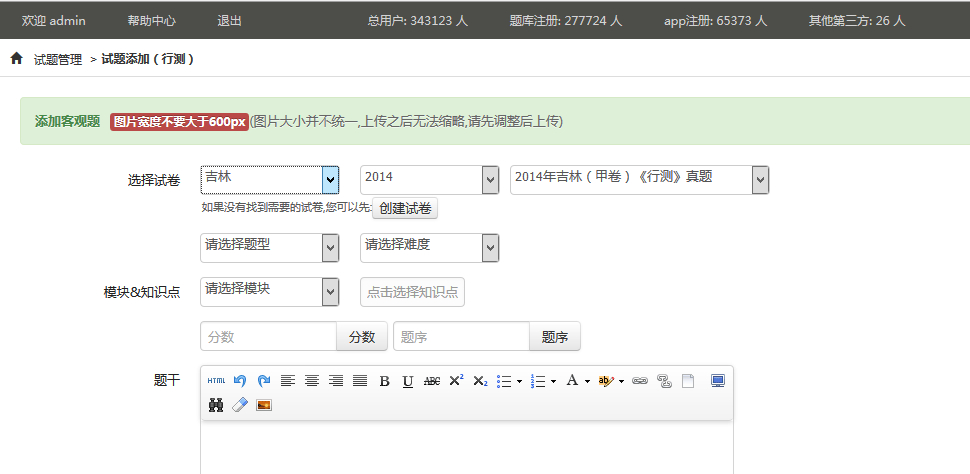 欢迎 admin 帮助中心 退出 总用户: 343123 人 题库注册: 277724 人 app注册: 65373 人 其他第三方: 26 人
试题管理 > 试题添加（行测）
添加客观题 图片宽度不要大于600px (图片大小并不统一,上传之后无法缩略,请先调整后上传)
选择试卷 吉林 2014 2014年吉林（甲卷）《行测》真题
如果没有找到需要的试卷,您可以先: 创建试卷
请选择题型 请选择难度
模块&知识点 请选择模块 点击选择知识点
分数 分数 题序 题序
题干 HTML B U ABC X² X₂ A ab